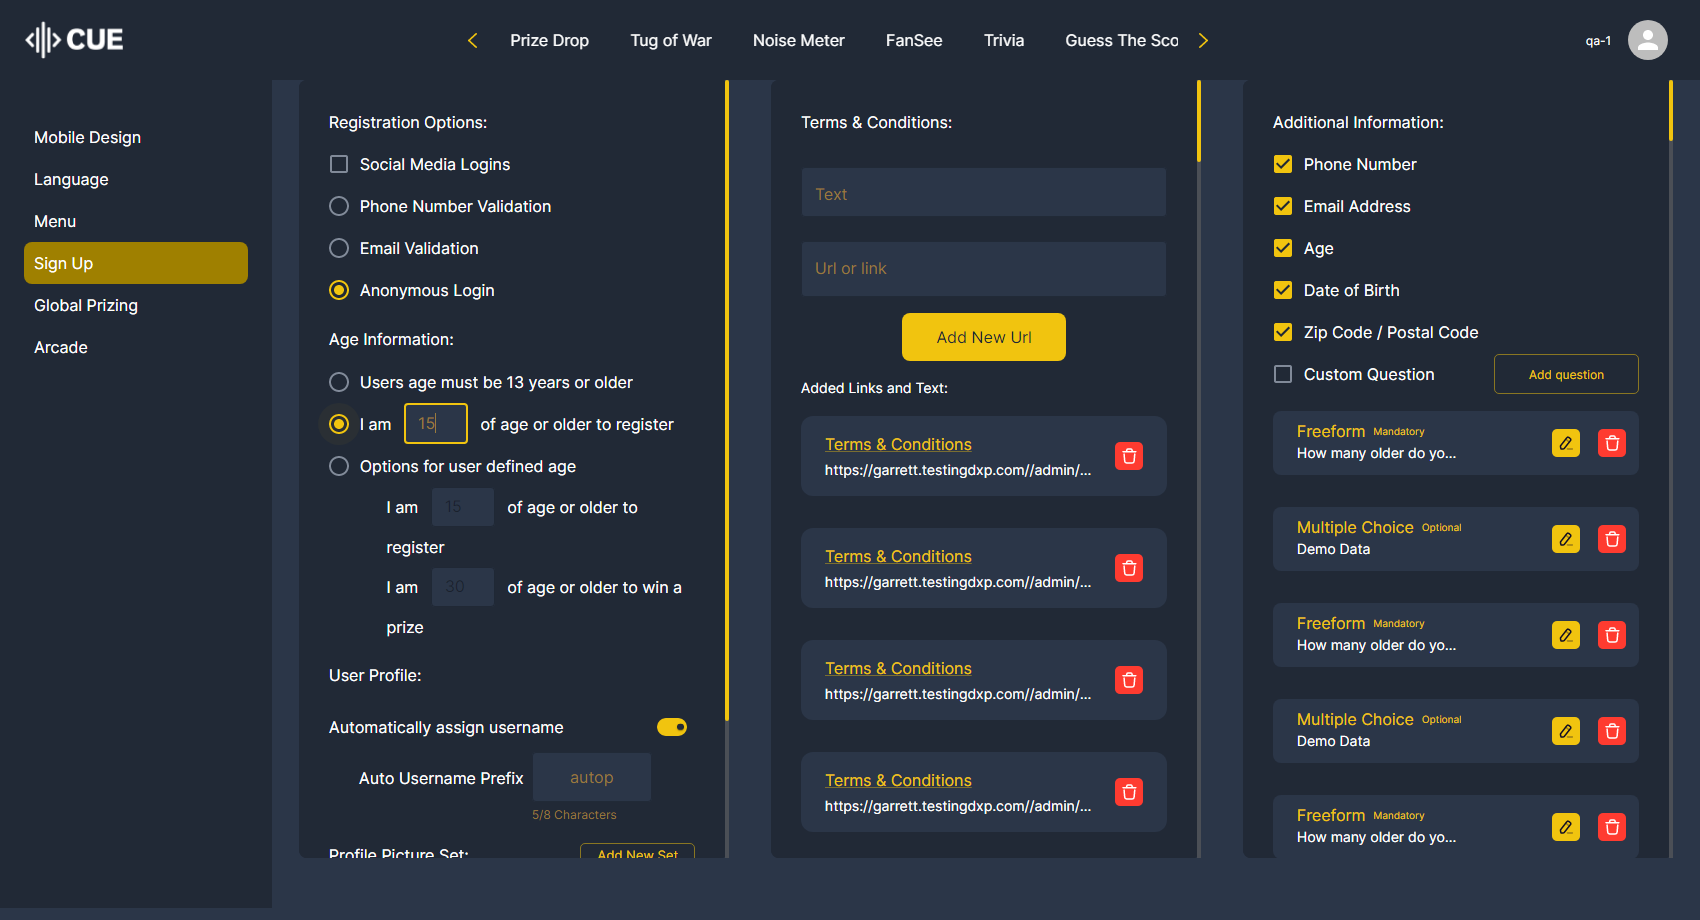 CUE
Prize Drop
Tug of War
Noise Meter
FanSee
Trivia
Guess The Sco
qa-1
Mobile Design
Language
Menu
Sign Up
Global Prizing
Arcade
Registration Options:
Social Media Logins
Phone Number Validation
Email Validation
Anonymous Login
Age Information:
Users age must be 13 years or older
I am 15 of age or older to register
Options for user defined age
I am 15 of age or older to
register
I am 30 of age or older to win a
prize
User Profile:
Automatically assign username
Auto Username Prefix autop
5/8 Characters
Profile Picture Set: Add New Set
Terms & Conditions:
Text
Url or link
Add New Url
Added Links and Text:
Terms & Conditions
https://garrett.testingdxp.com//admin/...
Terms & Conditions
https://garrett.testingdxp.com//admin/...
Terms & Conditions
https://garrett.testingdxp.com//admin/...
Terms & Conditions
https://garrett.testingdxp.com//admin/...
Additional Information:
Phone Number
Email Address
Age
Date of Birth
Zip Code / Postal Code
Custom Question Add question
Freeform Mandatory
How many older do yo...
Multiple Choice Optional
Demo Data
Freeform Mandatory
How many older do yo...
Multiple Choice Optional
Demo Data
Freeform Mandatory
How many older do yo...